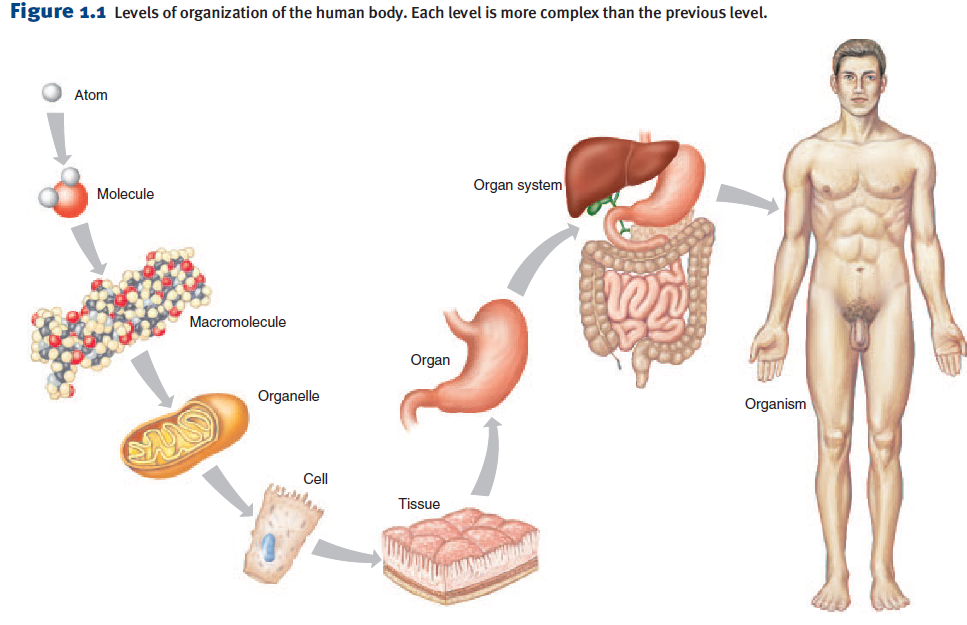 Figure 1.1 Levels of organization of the human body. Each level is more complex than the previous level.
Atom
Molecule
Macromolecule
Organelle
Cell
Tissue
Organ
Organ system
Organism